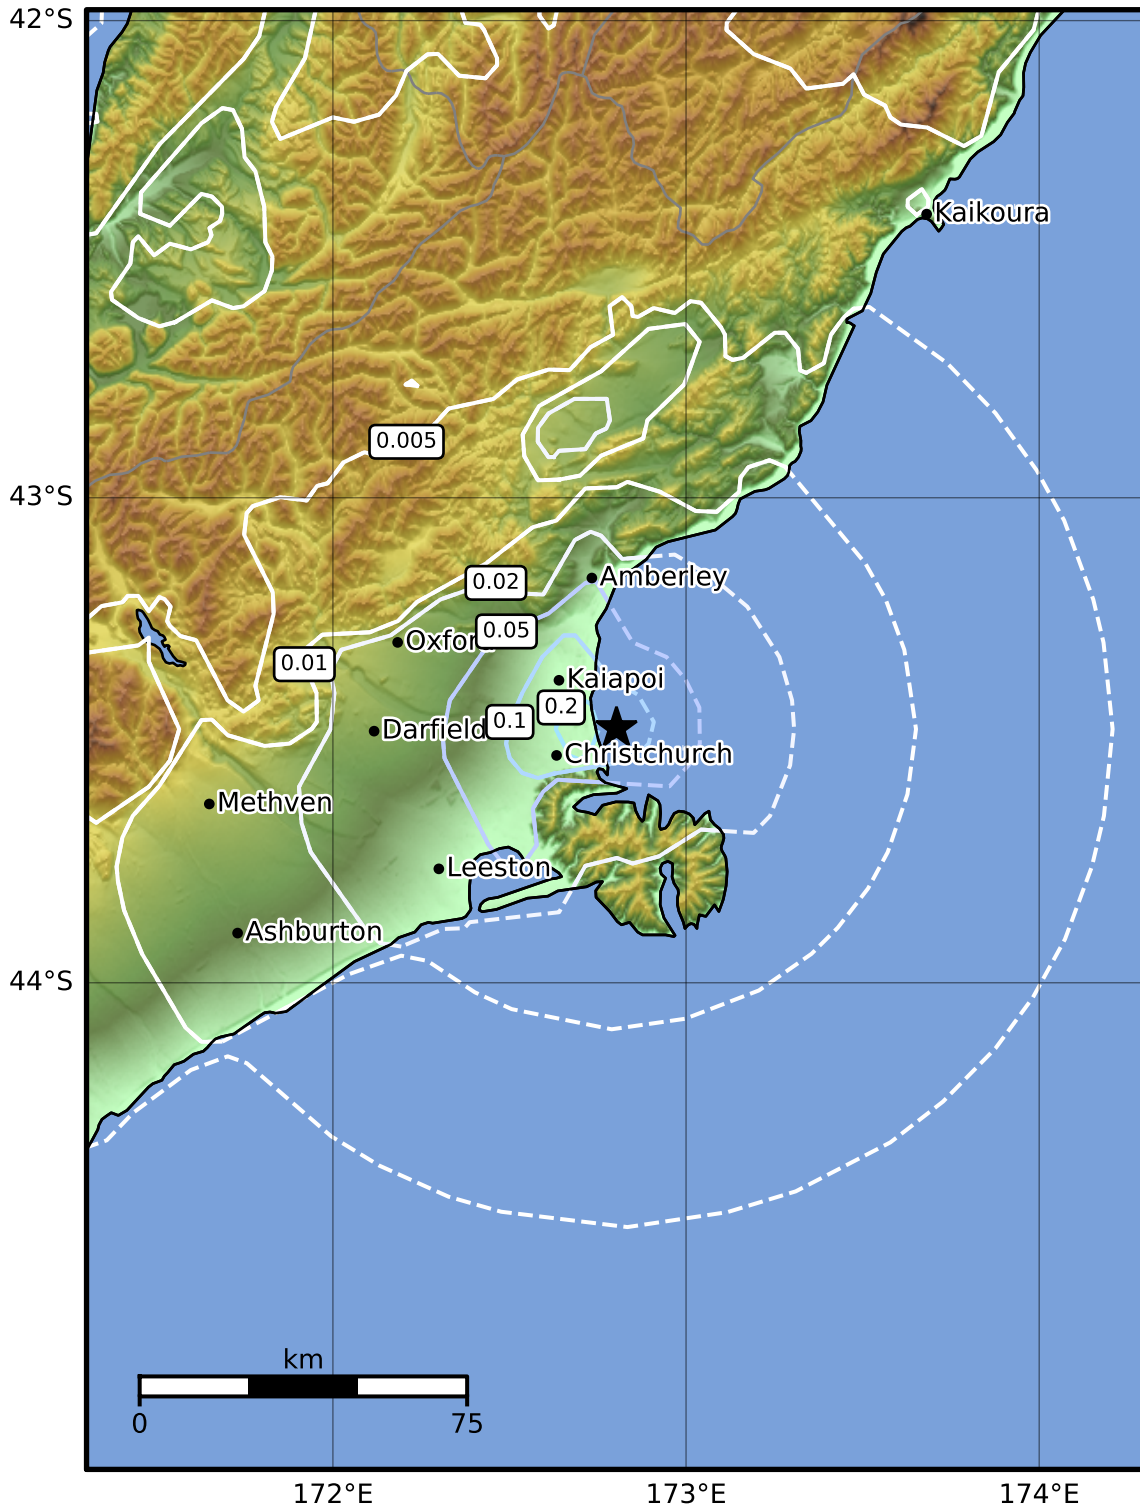 42°S
Kaikoura
0.005
43°S
0.02
Amberley
0.05
Oxford
0.01
Kaiapoi
0.2
0.1
Darfield
Christchurch
Methven
Leeston
Ashburton
44°S
km
0 75
172°E 173°E 174°E